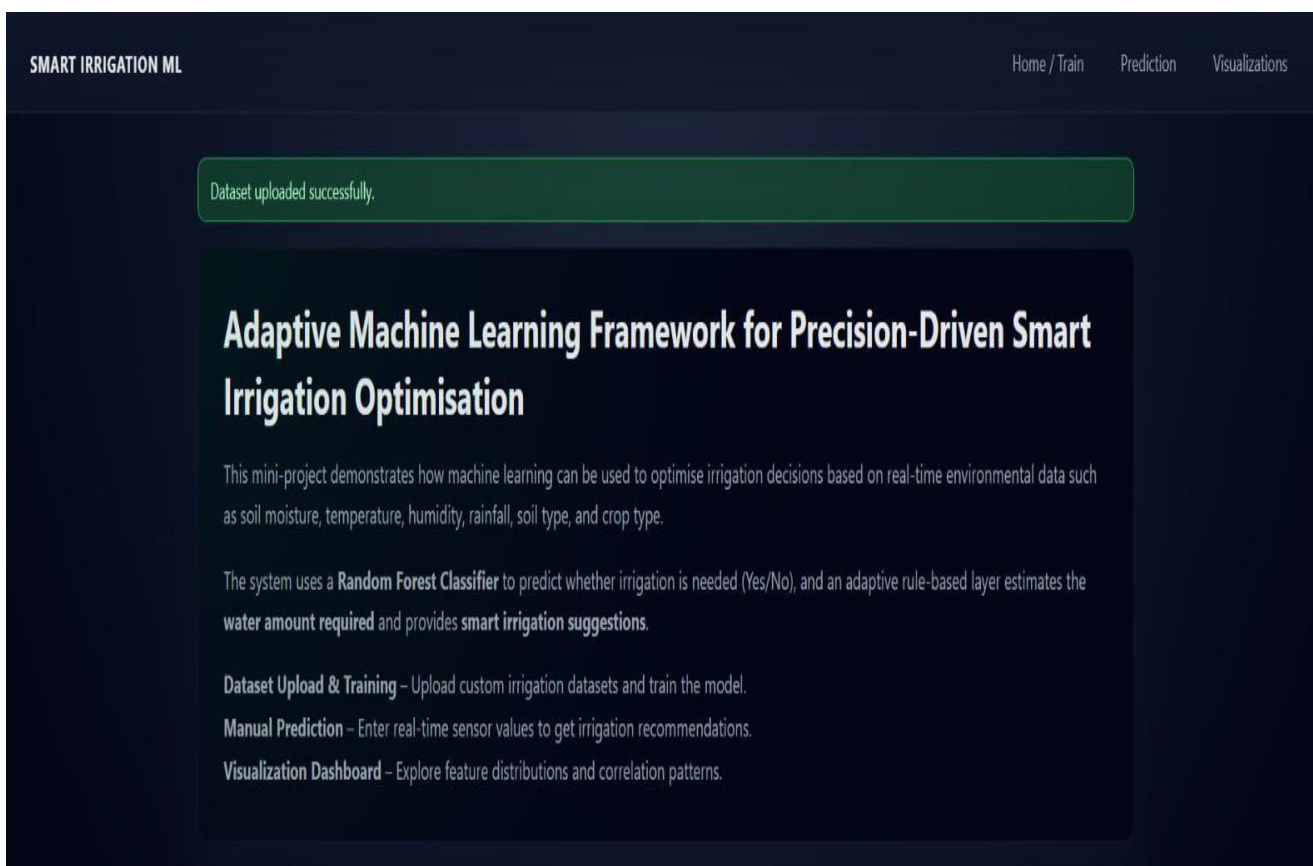 SMART IRRIGATION ML
Home / Train Prediction Visualizations
Dataset uploaded successfully.
Adaptive Machine Learning Framework for Precision-Driven Smart
Irrigation Optimisation
This mini-project demonstrates how machine learning can be used to optimise irrigation decisions based on real-time environmental data such
as soil moisture, temperature, humidity, rainfall, soil type, and crop type.
The system uses a Random Forest Classifier to predict whether irrigation is needed (Yes/No), and an adaptive rule-based layer estimates the
water amount required and provides smart irrigation suggestions.
Dataset Upload & Training – Upload custom irrigation datasets and train the model.
Manual Prediction – Enter real-time sensor values to get irrigation recommendations.
Visualization Dashboard – Explore feature distributions and correlation patterns.